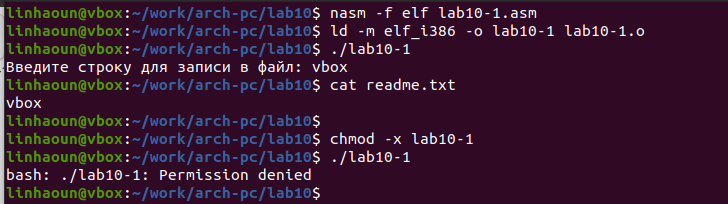 linhaoun@vbox:~/work/arch-pc/lab10$ nasm -f elf lab10-1.asm
linhaoun@vbox:~/work/arch-pc/lab10$ ld -m elf_i386 -o lab10-1 lab10-1.o
linhaoun@vbox:~/work/arch-pc/lab10$ ./lab10-1
Введите строку для записи в файл: vbox
linhaoun@vbox:~/work/arch-pc/lab10$ cat readme.txt
vbox
linhaoun@vbox:~/work/arch-pc/lab10$
linhaoun@vbox:~/work/arch-pc/lab10$ chmod -x lab10-1
linhaoun@vbox:~/work/arch-pc/lab10$ ./lab10-1
bash: ./lab10-1: Permission denied
linhaoun@vbox:~/work/arch-pc/lab10$